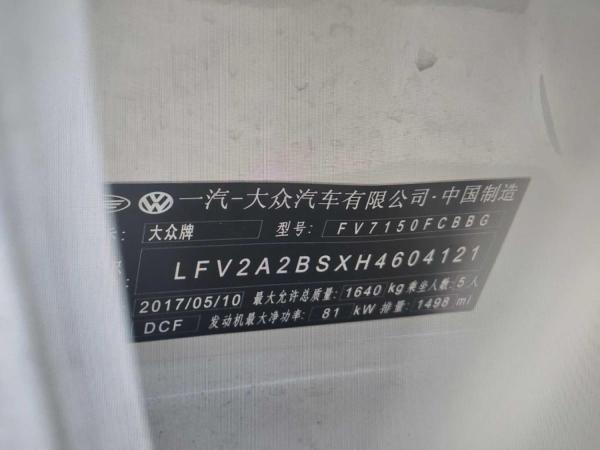 一汽-大众汽车有限公司·中国制造
大众牌 型号: FV7150FCBBG
LFV2A2BSXH4604121
2017/05/10 最大允许总质量: 1640 kg 乘坐人数: 5人
DCF 发动机最大净功率: 81 kW 排量: 1498 ml